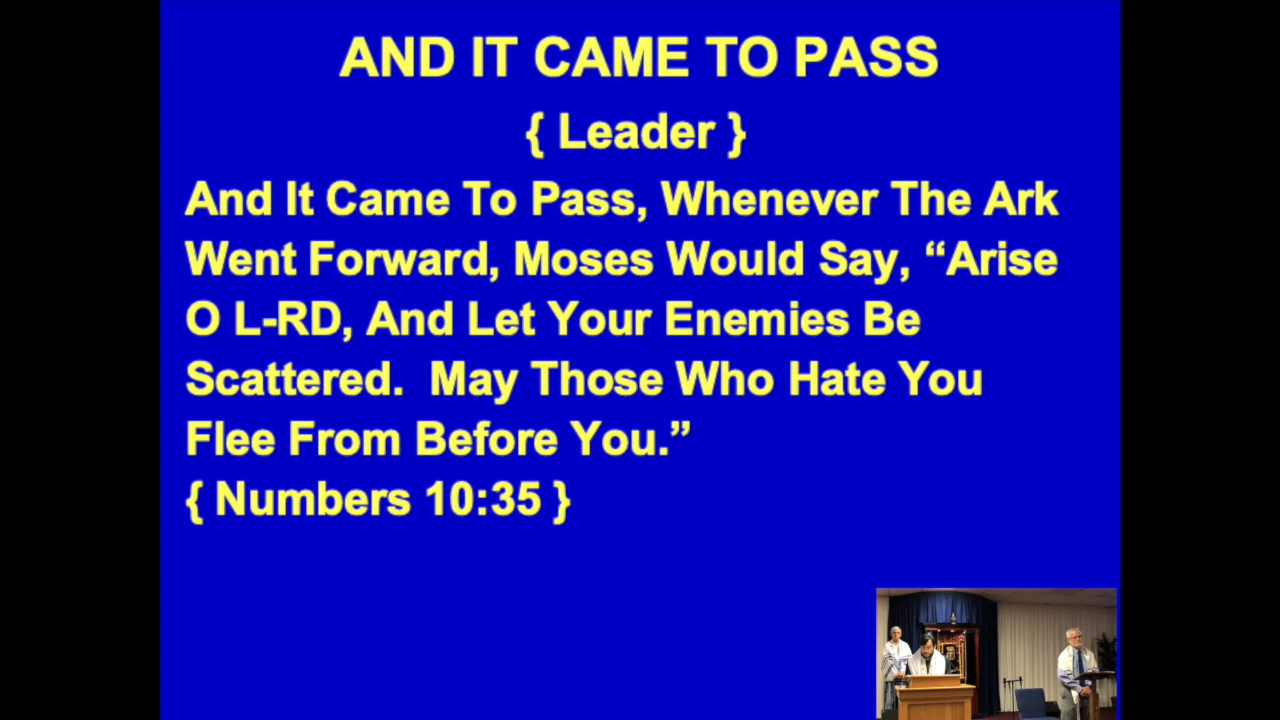 AND IT CAME TO PASS
{ Leader }
And It Came To Pass, Whenever The Ark
Went Forward, Moses Would Say, “Arise
O L-RD, And Let Your Enemies Be
Scattered.  May Those Who Hate You
Flee From Before You.”
{ Numbers 10:35 }